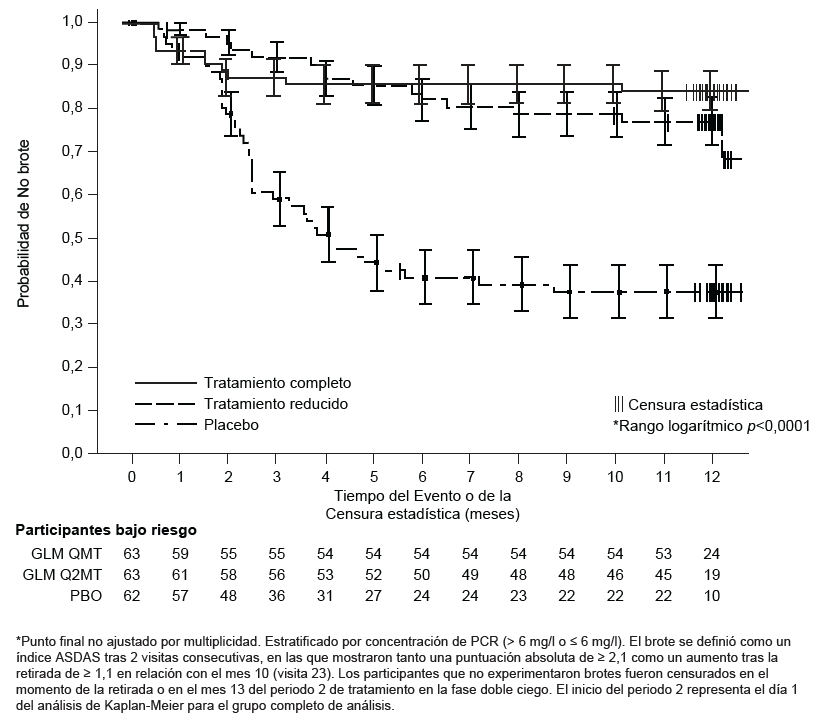 Probabilidad de No brote
1,0
0,9
0,8
0,7
0,6
0,5
0,4
0,3
0,2
0,1
0,0
Tratamiento completo
Tratamiento reducido
Placebo
Censura estadística
*Rango logarítmico p<0,0001
0 1 2 3 4 5 6 7 8 9 10 11 12
Tiempo del Evento o de la
Censura estadística (meses)
Participantes bajo riesgo
GLM QMT 63 59 55 55 54 54 54 54 54 54 54 53 24
GLM Q2MT 63 61 58 56 53 52 50 49 48 48 46 45 19
PBO 62 57 48 36 31 27 24 24 23 22 22 22 10
*Punto final no ajustado por multiplicidad. Estratificado por concentración de PCR (> 6 mg/l o ≤ 6 mg/l). El brote se definió como un
índice ASDAS tras 2 visitas consecutivas, en las que mostraron tanto una puntuación absoluta de ≥ 2,1 como un aumento tras la
retirada de ≥ 1,1 en relación con el mes 10 (visita 23). Los participantes que no experimentaron brotes fueron censurados en el
momento de la retirada o en el mes 13 del periodo 2 de tratamiento en la fase doble ciego. El inicio del periodo 2 representa el día 1
del análisis de Kaplan-Meier para el grupo completo de análisis.